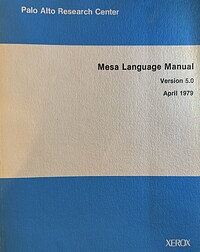 Palo Alto Research Center
Mesa Language Manual
Version 5.0
April 1979
XEROX